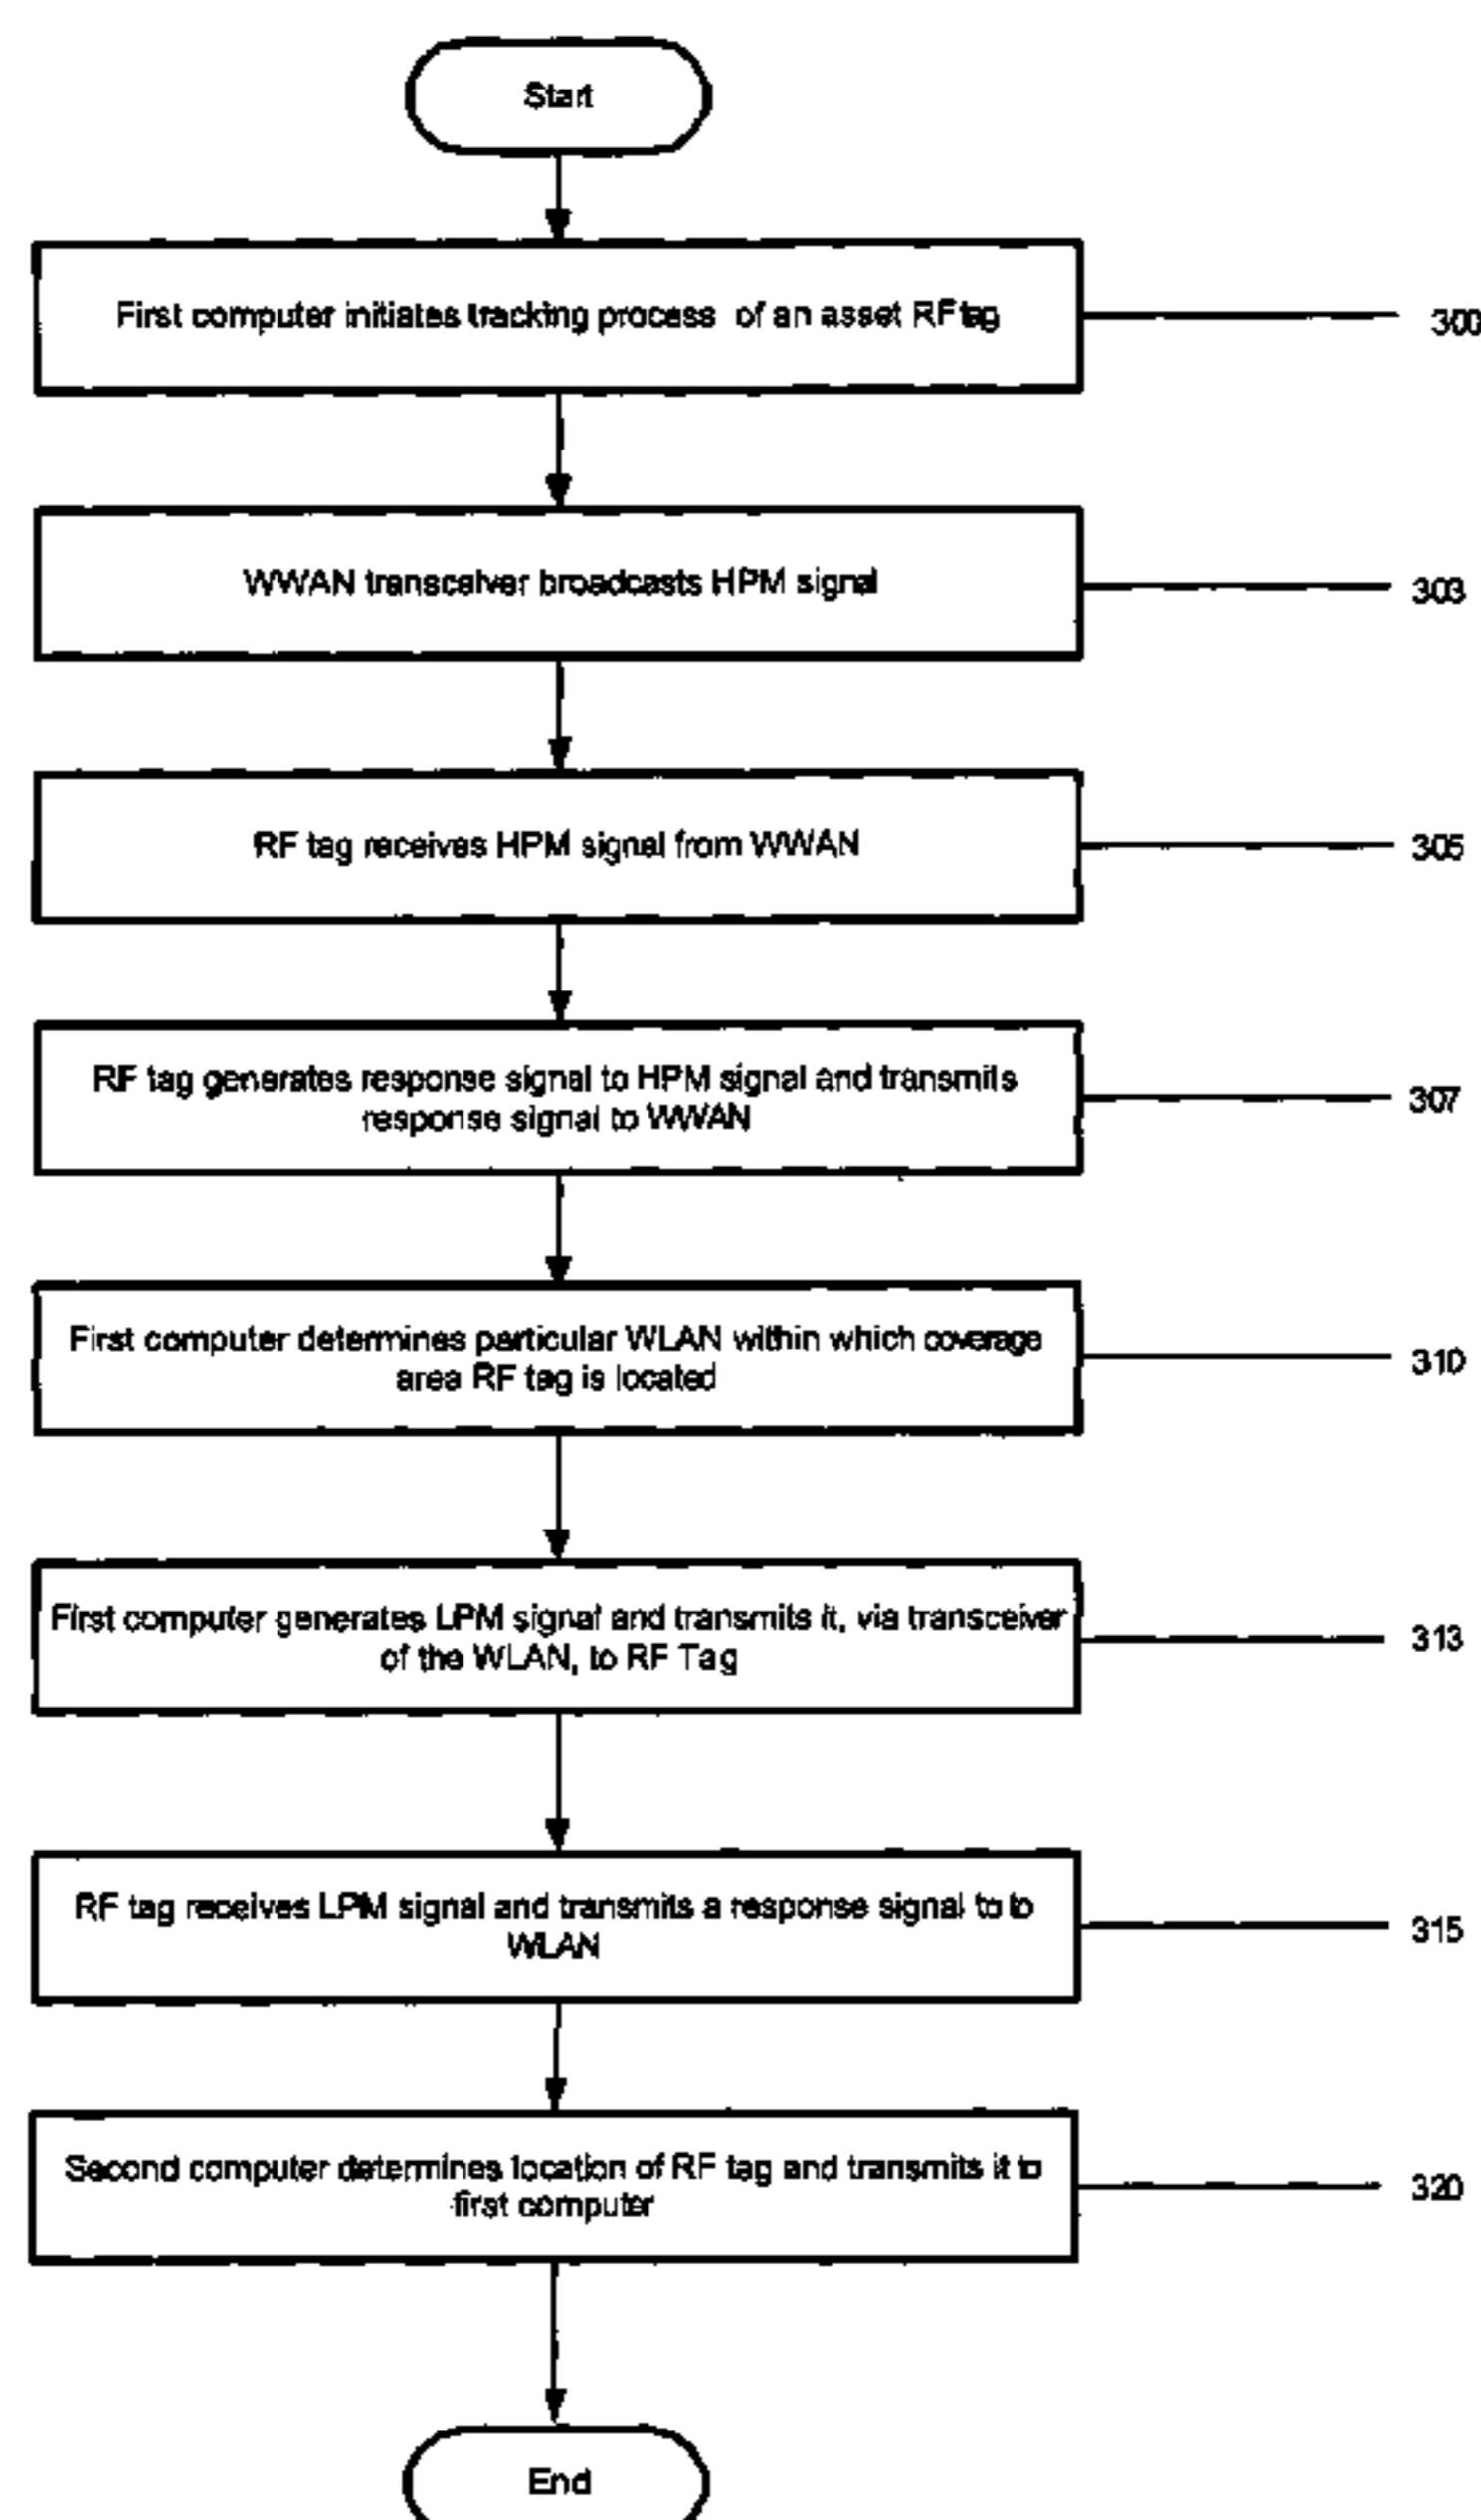 Start
First computer initiates tracking process of an asset RF tag
300
WWAN transceiver broadcasts HPM signal
303
RF tag receives HPM signal from WWAN
305
RF tag generates response signal to HPM signal and transmits
response signal to WWAN
307
First computer determines particular WLAN within which coverage
area RF tag is located
310
First computer generates LPM signal and transmits it, via transceiver
of the WLAN, to RF Tag
313
RF tag receives LPM signal and transmits a response signal to to
WLAN
315
Second computer determines location of RF tag and transmits it to
first computer
320
End